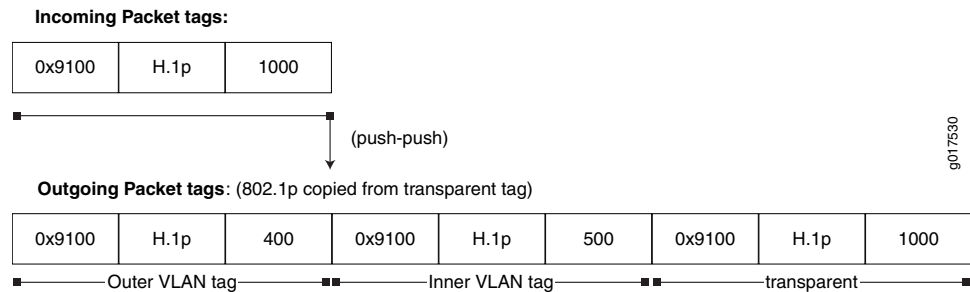 Incoming Packet tags:
0x9100 H.1p 1000
(push-push)
g017530
Outgoing Packet tags: (802.1p copied from transparent tag)
0x9100 H.1p 400 0x9100 H.1p 500 0x9100 H.1p 1000
Outer VLAN tag Inner VLAN tag transparent